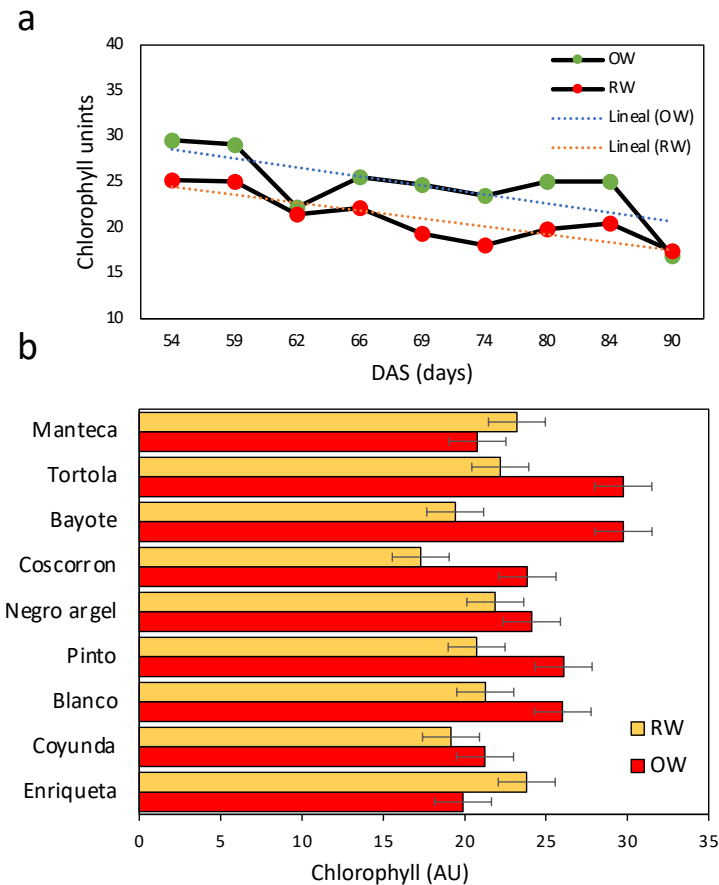 a
40
35
30
25
20
15
10
Chlorophyll unints
OW
RW
Lineal (OW)
Lineal (RW)
54 59 62 66 69 74 80 84 90
DAS (days)
b
Manteca
Tortola
Bayote
Coscorron
Negro argel
Pinto
Blanco
Coyunda
Enriqueta
RW
OW
0 5 10 15 20 25 30 35
Chlorophyll (AU)